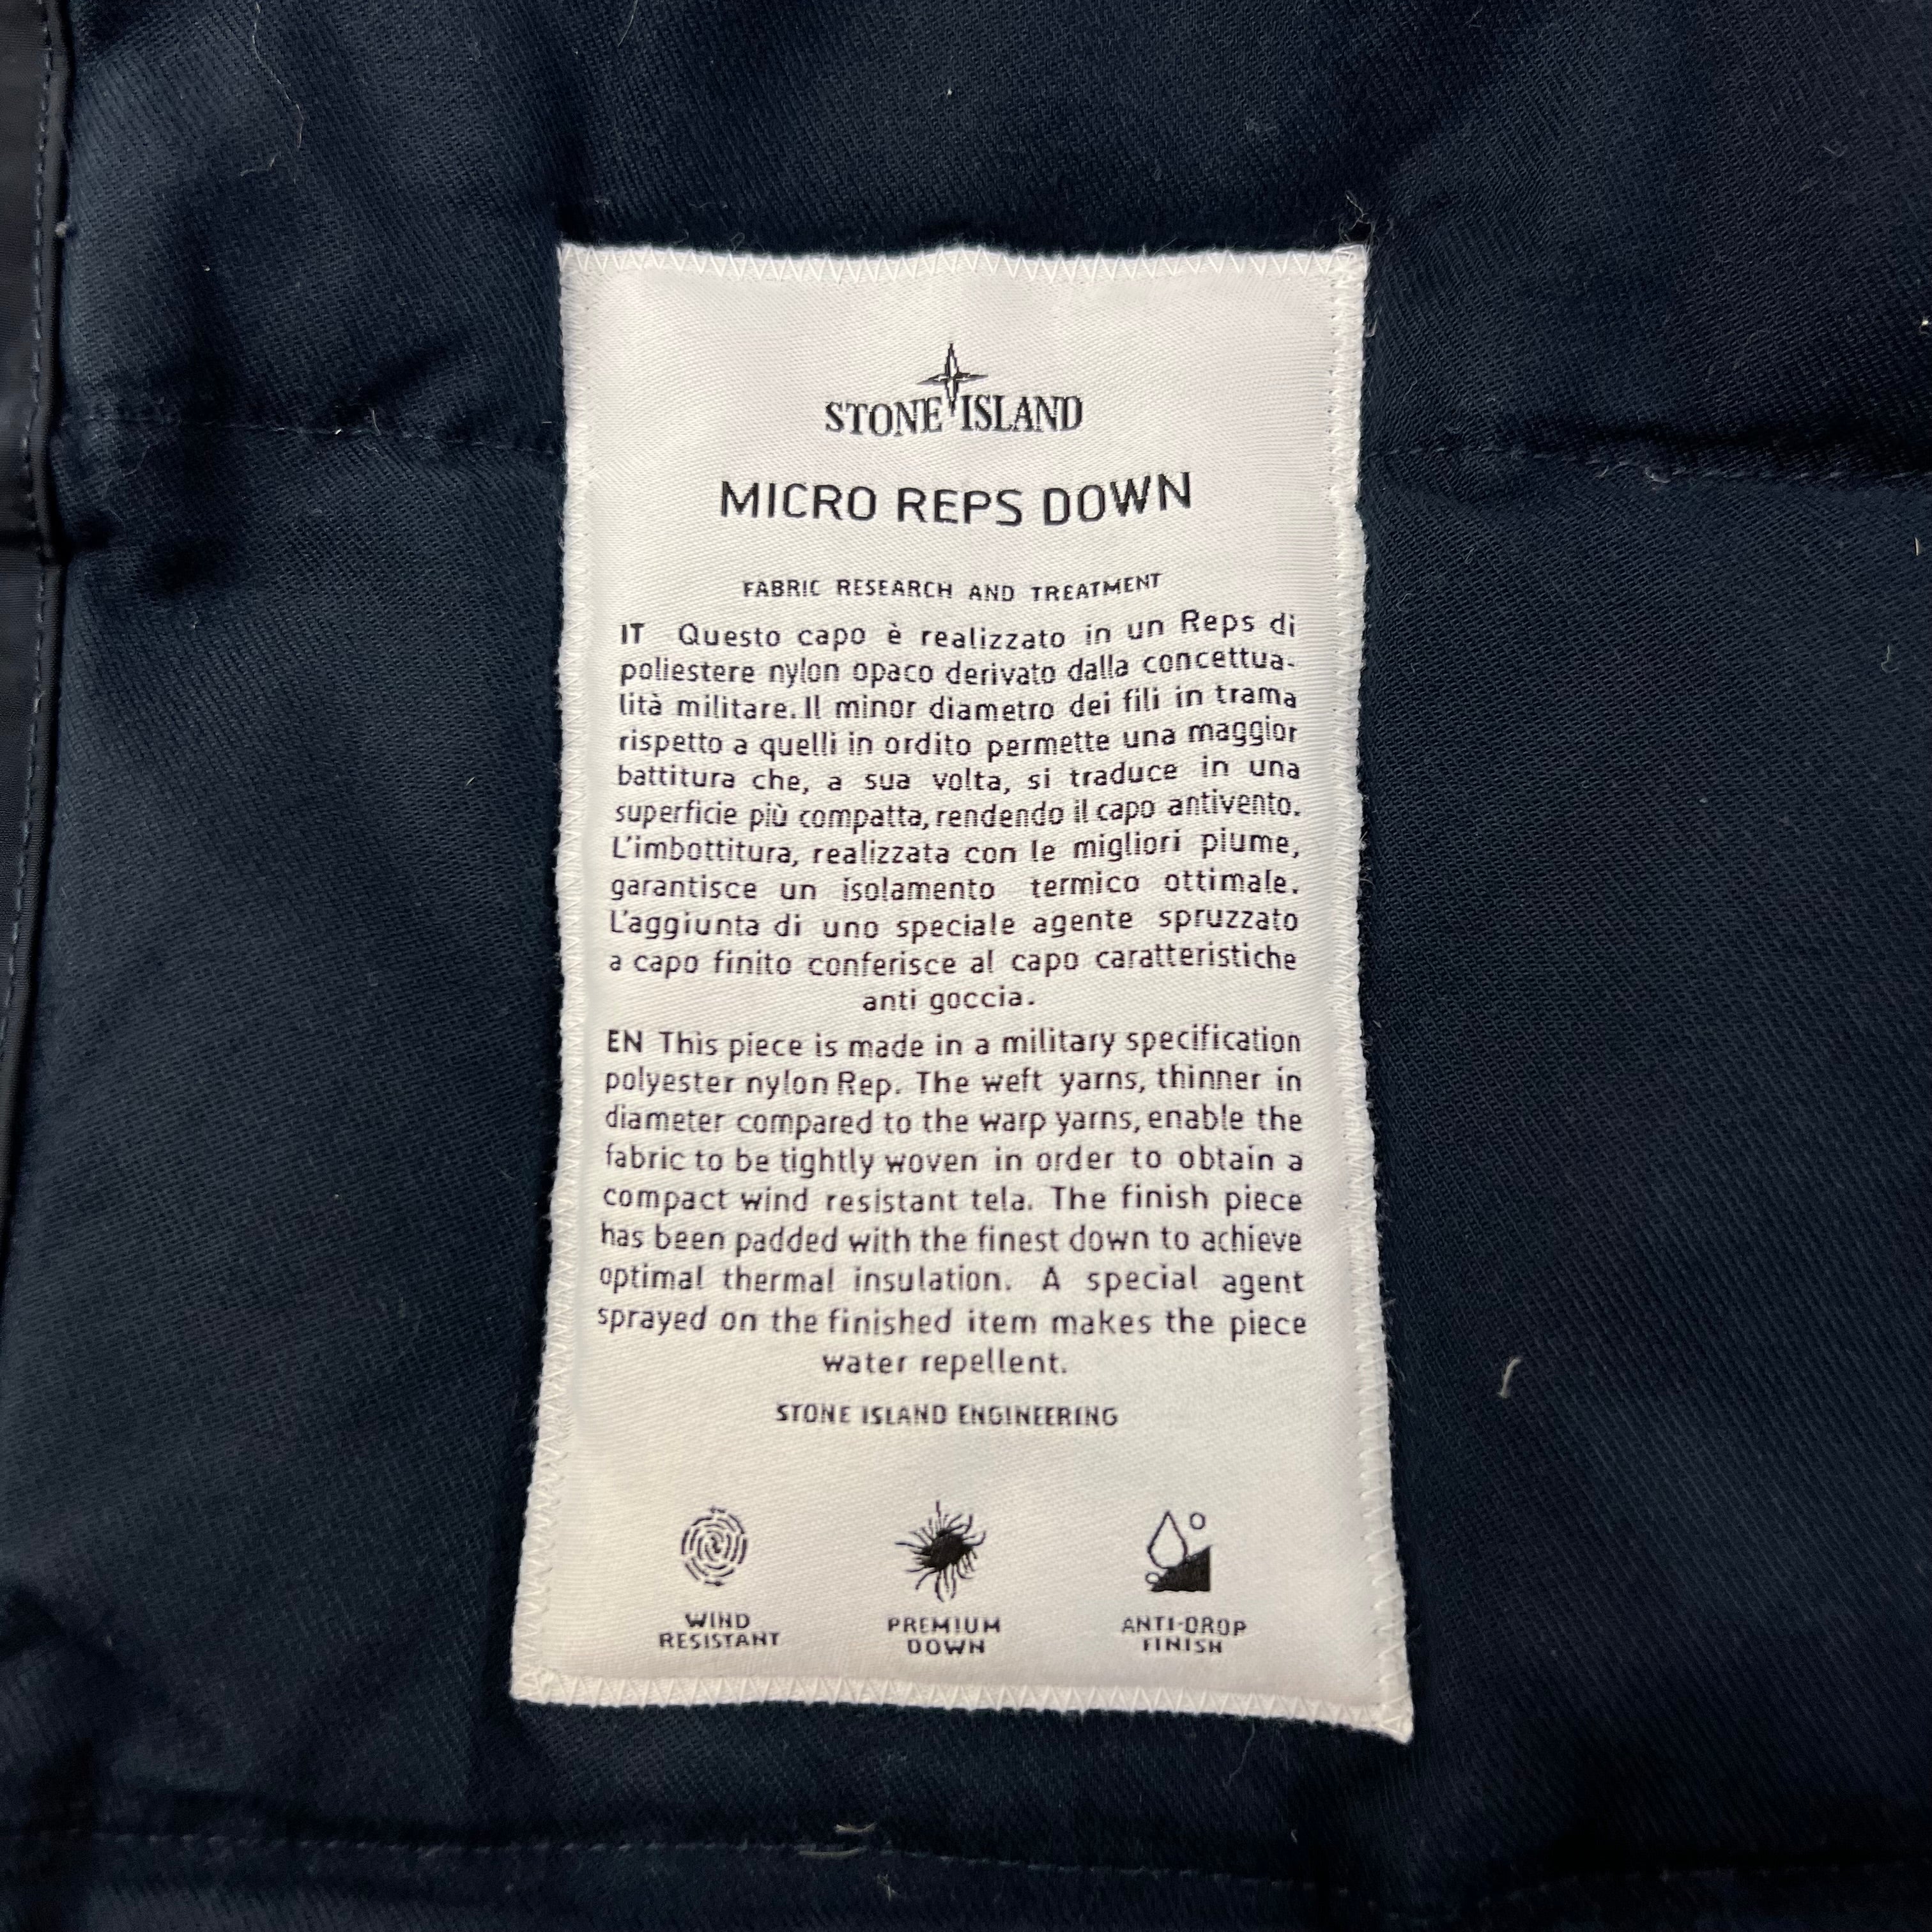 STONE ISLAND
MICRO REPS DOWN
FABRIC RESEARCH AND TREATMENT
IT Questo capo è realizzato in un Reps di
poliestere nylon opaco derivato dalla concettua-
lità militare. Il minor diametro dei fili in trama
rispetto a quelli in ordito permette una maggior
battitura che, a sua volta, si traduce in una
superficie più compatta, rendendo il capo antivento.
L'imbottitura, realizzata con le migliori piume,
garantisce un isolamento termico ottimale.
L'aggiunta di uno speciale agente spruzzato
a capo finito conferisce al capo caratteristiche
anti goccia.
EN This piece is made in a military specification
polyester nylon Rep. The weft yarns, thinner in
diameter compared to the warp yarns, enable the
fabric to be tightly woven in order to obtain a
compact wind resistant tela. The finish piece
has been padded with the finest down to achieve
optimal thermal insulation. A special agent
sprayed on the finished item makes the piece
water repellent.
STONE ISLAND ENGINEERING
WIND
RESISTANT
PREMIUM
DOWN
ANTI-DROP
FINISH